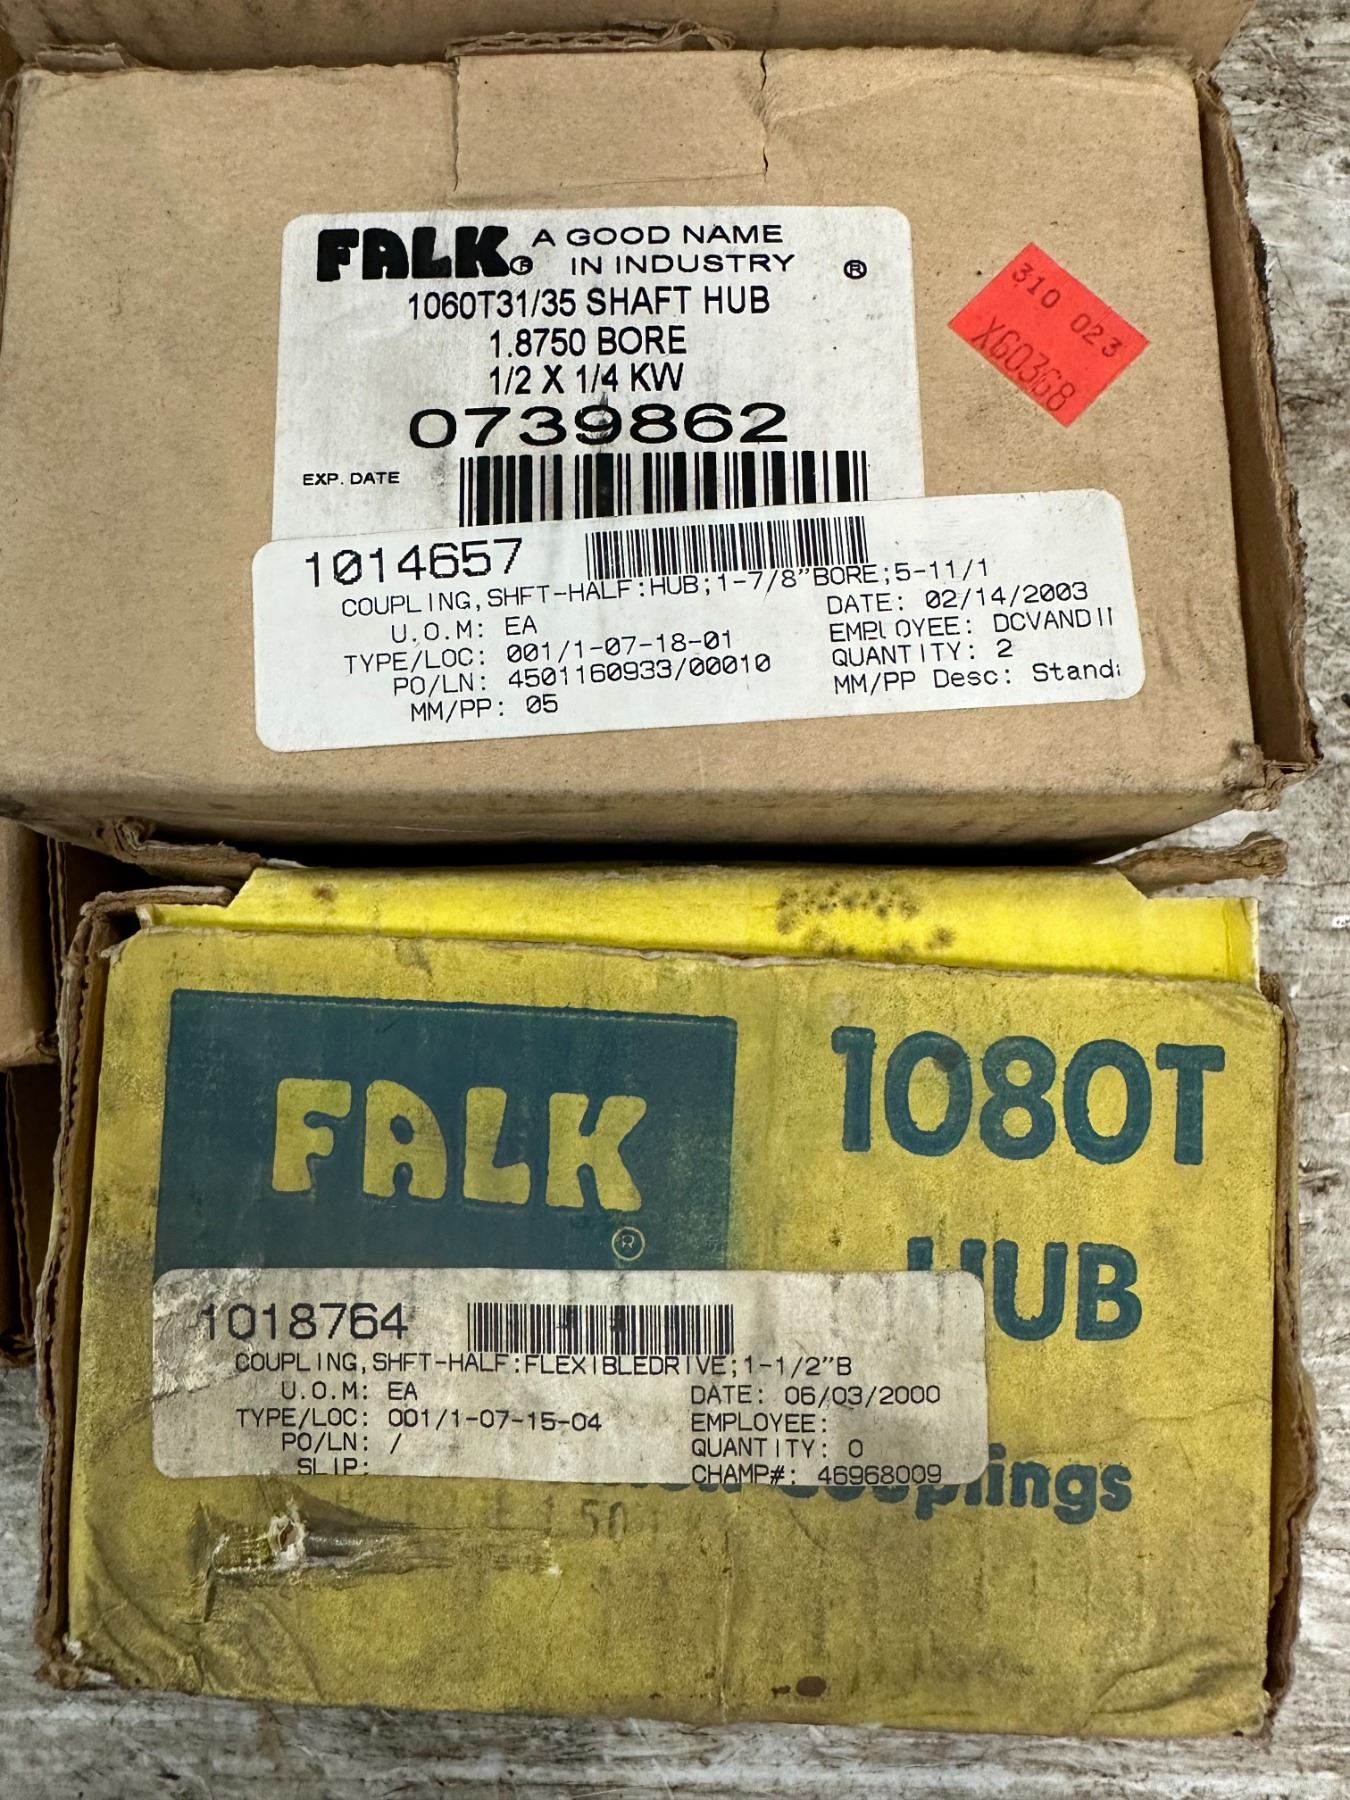 FALK® A GOOD NAME
IN INDUSTRY ®
1060T31/35 SHAFT HUB
1.8750 BORE
1/2 X 1/4 KW
0739862
EXP. DATE
310 023
X60368
1014657
COUPLING,SHFT-HALF:HUB;1-7/8"BORE;5-11/1
U.O.M: EA
TYPE/LOC: 001/1-07-18-01
PO/LN: 4501160933/00010
MM/PP: 05
DATE: 02/14/2003
EMPLOYEE: DCVANDII
QUANTITY: 2
MM/PP Desc: Standa
FALK
®
1080T
HUB
1018764
COUPLING,SHFT-HALF:FLEXIBLEDRIVE;1-1/2"B
U.O.M: EA
TYPE/LOC: 001/1-07-15-04
PO/LN: /
SLIP:
DATE: 06/03/2000
EMPLOYEE:
QUANTITY: 0
CHAMP#: 46968009
Couplings
150